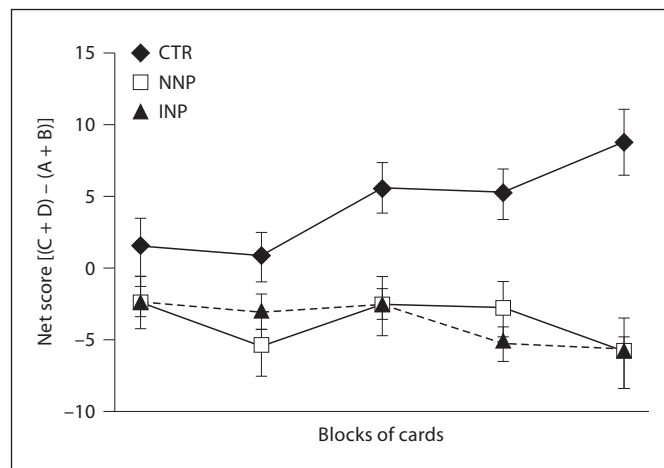 15
10
5
0
–5
–10
Net score [(C + D) – (A + B)]
CTR
NNP
INP
Blocks of cards